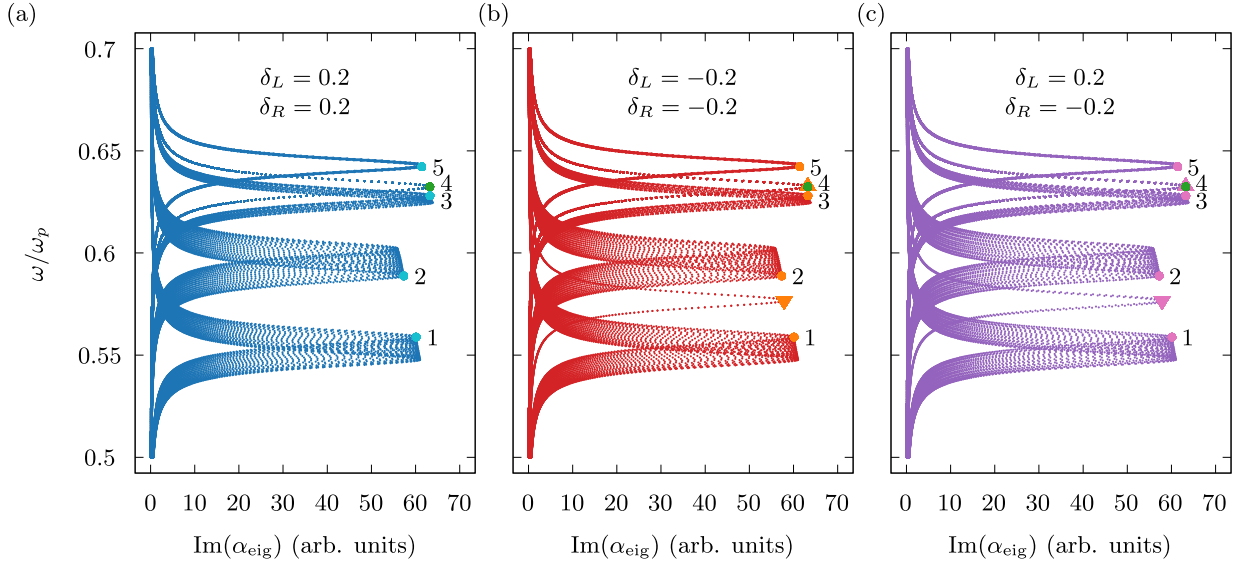 (a)
δ_L = 0.2
δ_R = 0.2
ω/ω_p
0.7
0.65
0.6
0.55
0.5
5
4
3
2
1
0 10 20 30 40 50 60 70
Im(α_eig) (arb. units)
(b)
δ_L = −0.2
δ_R = −0.2
5
4
3
2
1
0 10 20 30 40 50 60 70
Im(α_eig) (arb. units)
(c)
δ_L = 0.2
δ_R = −0.2
5
4
3
2
1
0 10 20 30 40 50 60 70
Im(α_eig) (arb. units)